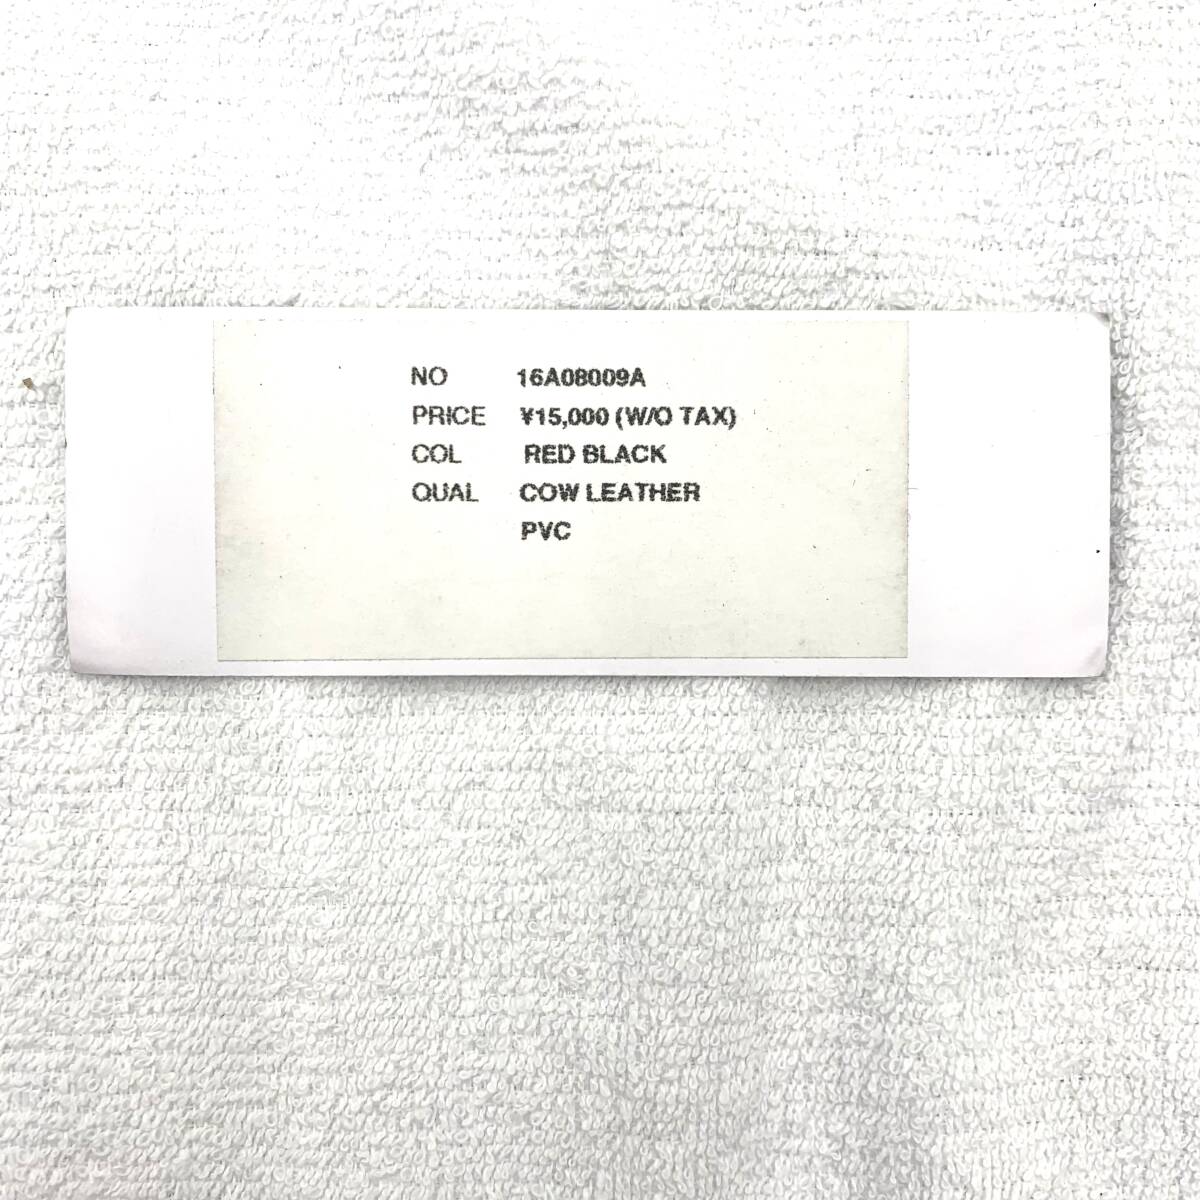 NO 16A08009A
PRICE ¥15,000 (W/O TAX)
COL RED BLACK
QUAL COW LEATHER
PVC